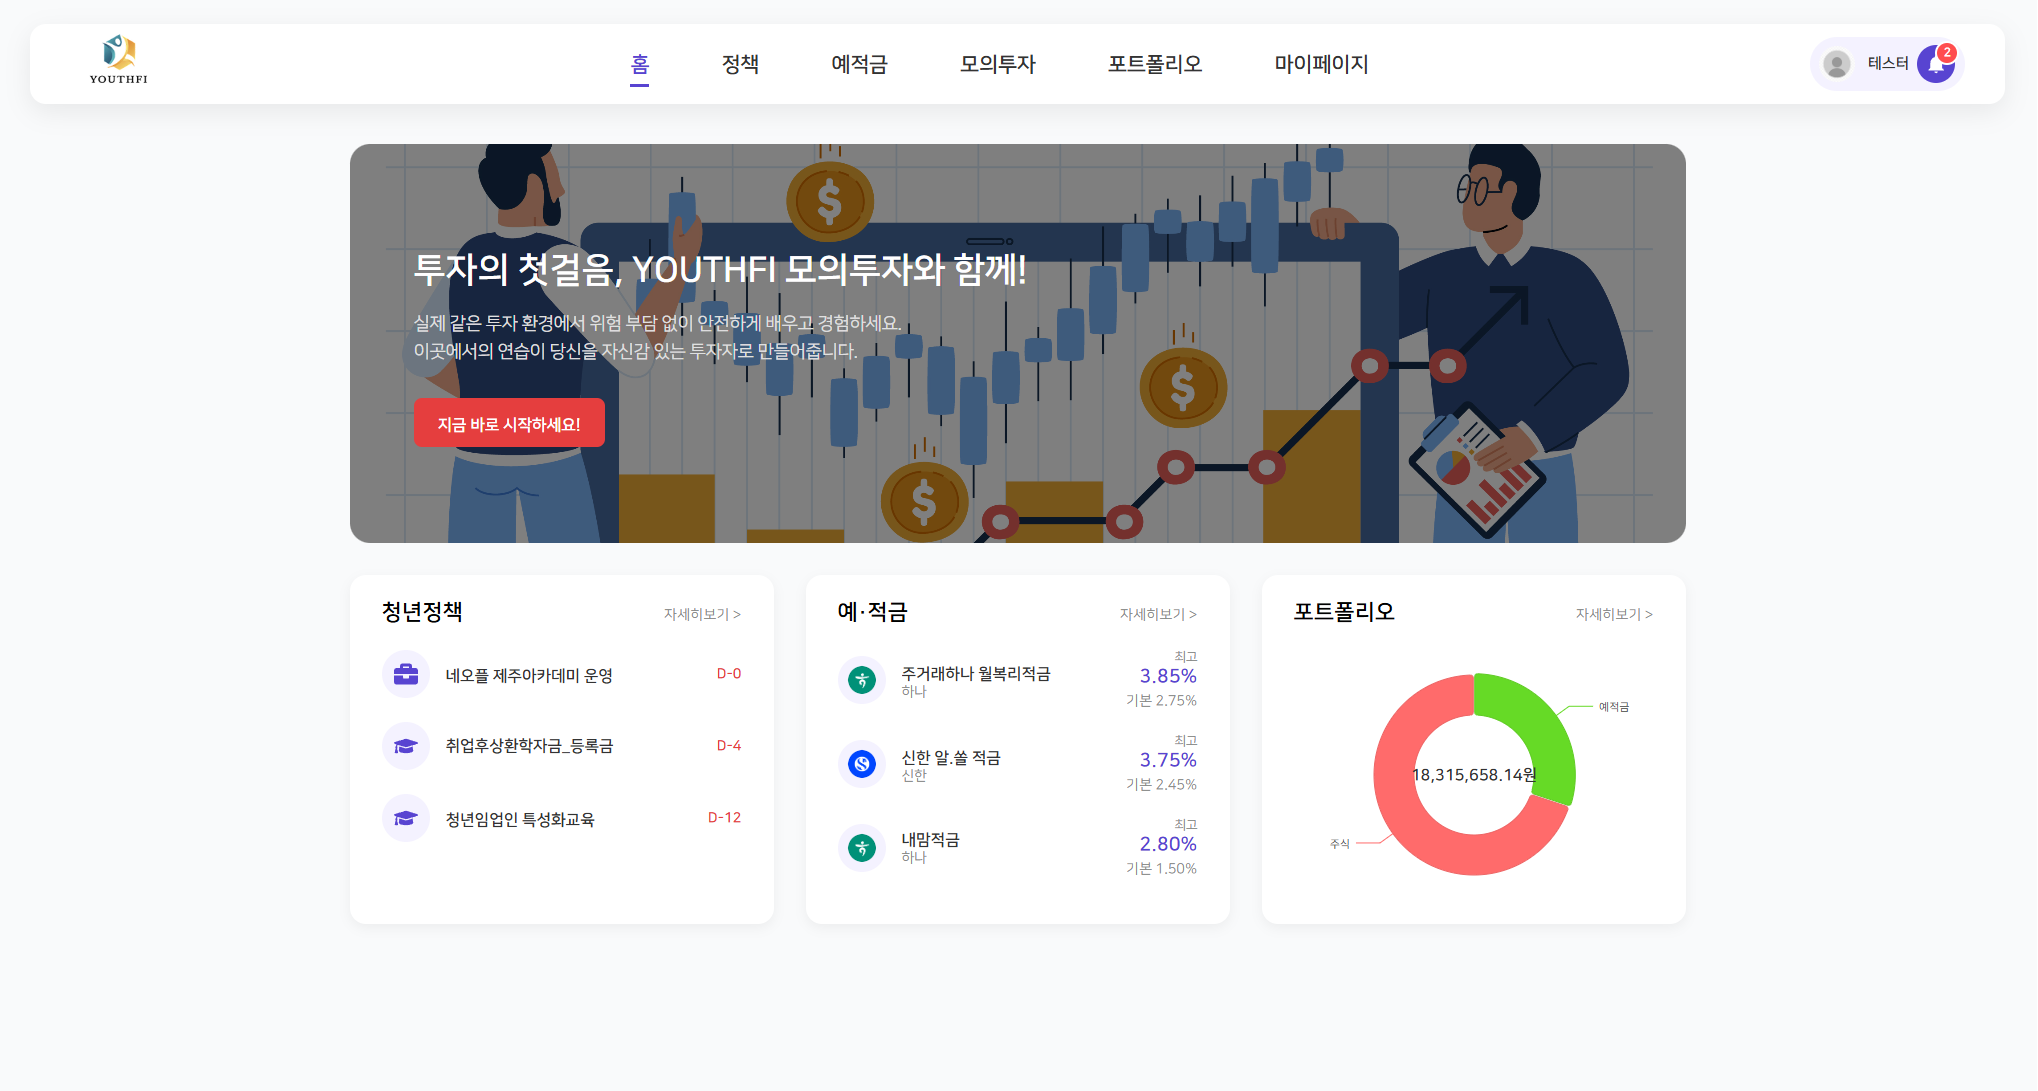 YOUTHFI
홈
정책
예적금
모의투자
포트폴리오
마이페이지
테스터
2
투자의 첫걸음, YOUTHFI 모의투자와 함께!
실제 같은 투자 환경에서 위험 부담 없이 안전하게 배우고 경험하세요.
이곳에서의 연습이 당신을 자신감 있는 투자자로 만들어줍니다.
지금 바로 시작하세요!
청년정책
자세히보기 >
네오플 제주아카데미 운영
D-0
취업후상환학자금_등록금
D-4
청년임업인 특성화교육
D-12
예·적금
자세히보기 >
주거래하나 월복리적금
하나
최고
3.85%
기본 2.75%
신한 알.쏠 적금
신한
최고
3.75%
기본 2.45%
내맘적금
하나
최고
2.80%
기본 1.50%
포트폴리오
자세히보기 >
예적금
18,315,658.14원
주식